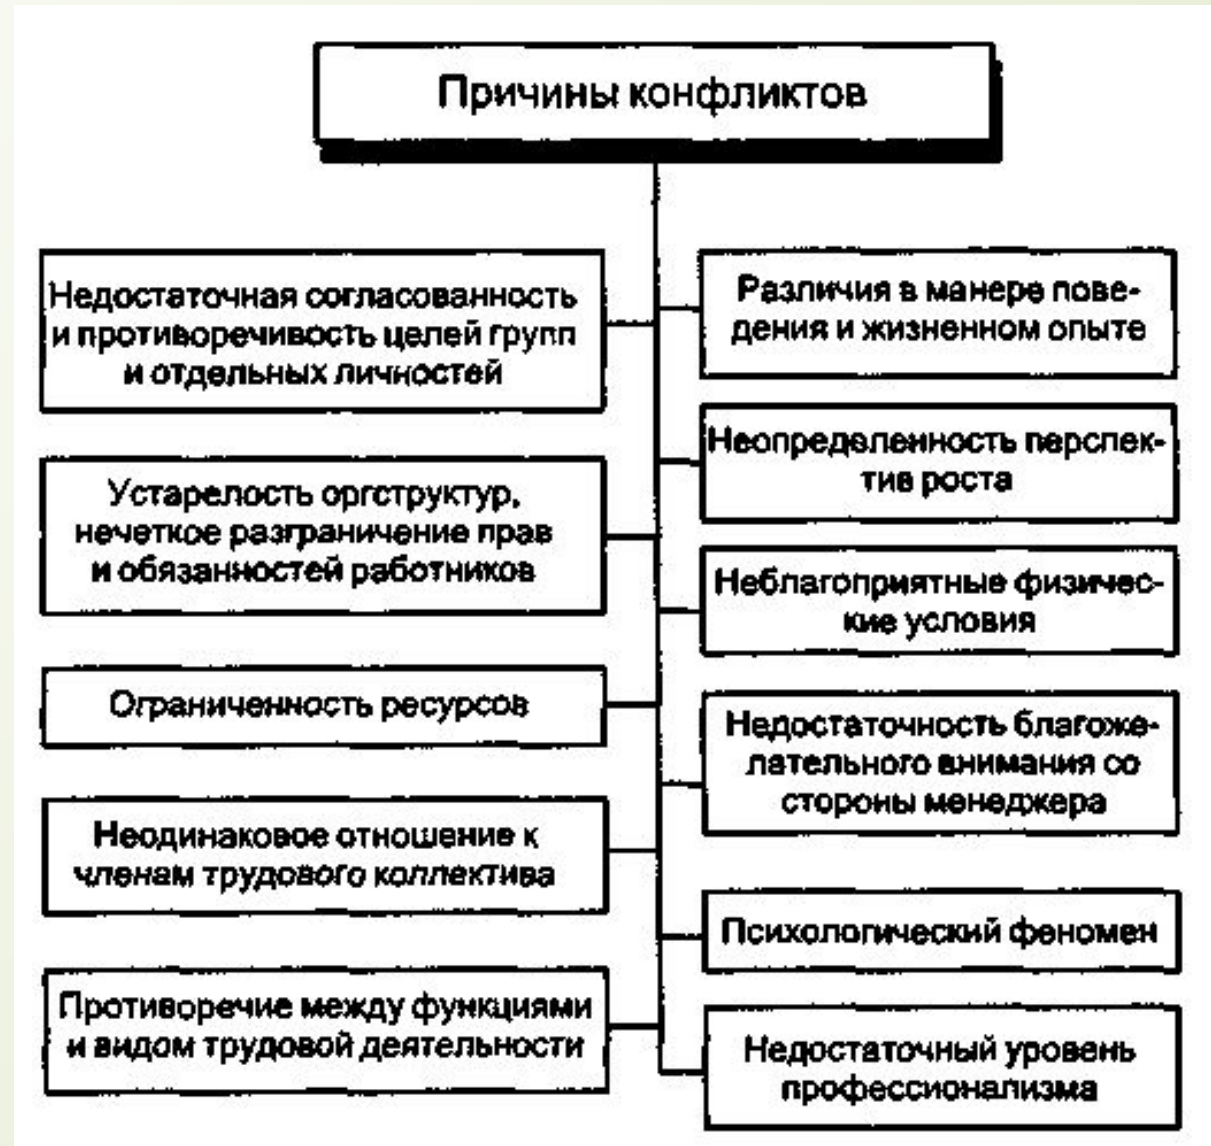 Причины конфликтов
Недостаточная согласованность
и противоречивость целей групп
и отдельных личностей
Устарелость оргструктур,
нечеткое разграничение прав
и обязанностей работников
Ограниченность ресурсов
Неодинаковое отношение к
членам трудового коллектива
Противоречие между функциями
и видом трудовой деятельности
Различия в манере пове-
дения и жизненном опыте
Неопределенность перспек-
тив роста
Неблагоприятные физичес-
кие условия
Недостаточность благоже-
лательного внимания со
стороны менеджера
Психологический феномен
Недостаточный уровень
профессионализма